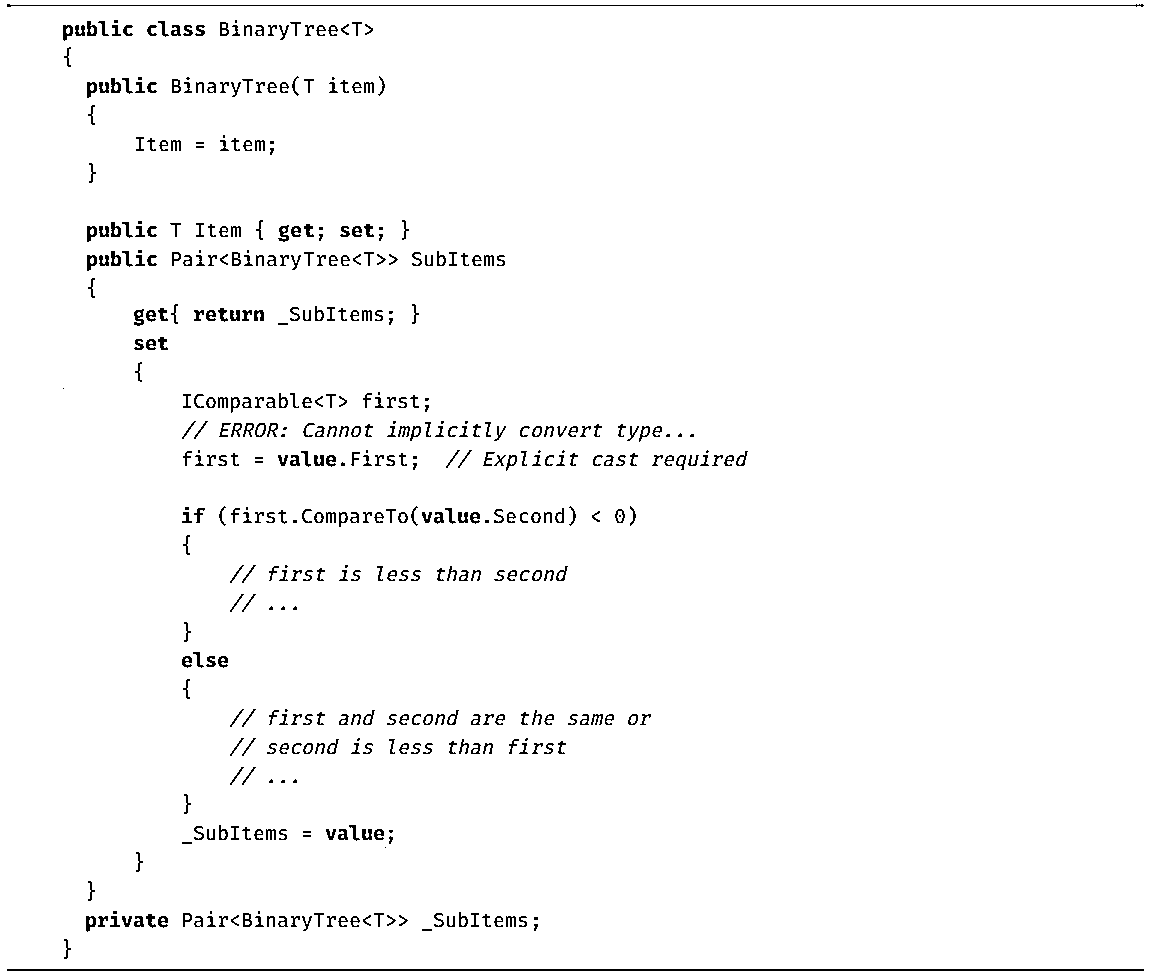 public class BinaryTree<T>
{
  public BinaryTree(T item)
  {
      Item = item;
  }

  public T Item { get; set; }
  public Pair<BinaryTree<T>> SubItems
  {
      get{ return _SubItems; }
      set
      {
          IComparable<T> first;
          // ERROR: Cannot implicitly convert type...
          first = value.First;  // Explicit cast required

          if (first.CompareTo(value.Second) < 0)
          {
              // first is less than second
              // ...
          }
          else
          {
              // first and second are the same or
              // second is less than first
              // ...
          }
          _SubItems = value;
      }
  }
  private Pair<BinaryTree<T>> _SubItems;
}